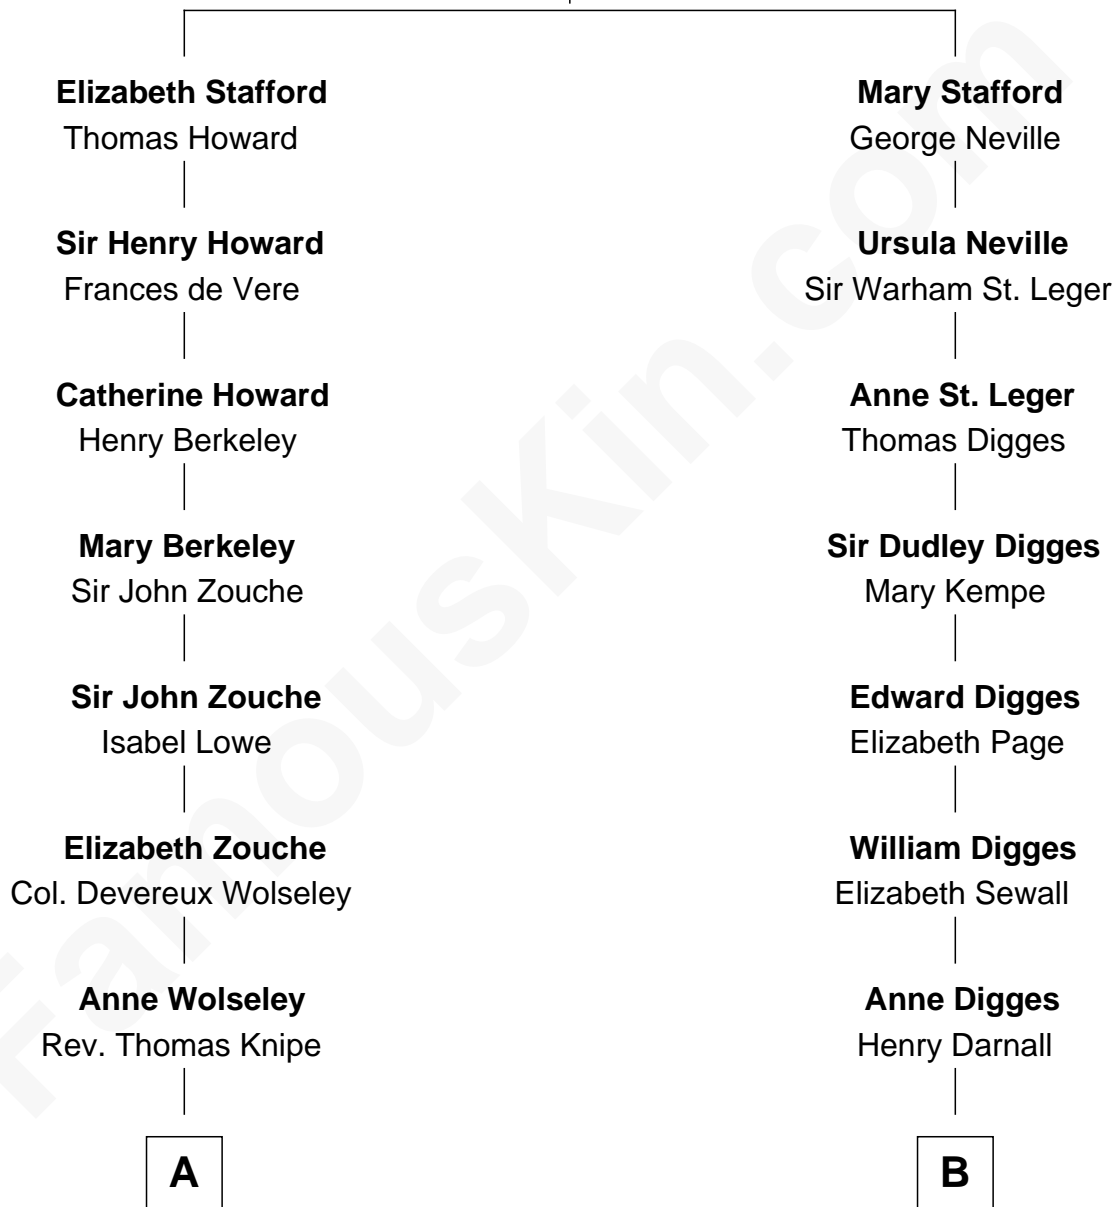 Elizabeth Stafford
Thomas Howard
Sir Henry Howard
Frances de Vere
Catherine Howard
Henry Berkeley
Mary Berkeley
Sir John Zouche
Sir John Zouche
Isabel Lowe
Elizabeth Zouche
Col. Devereux Wolseley
Anne Wolseley
Rev. Thomas Knipe
A
Mary Stafford
George Neville
Ursula Neville
Sir Warham St. Leger
Anne St. Leger
Thomas Digges
Sir Dudley Digges
Mary Kempe
Edward Digges
Elizabeth Page
William Digges
Elizabeth Sewall
Anne Digges
Henry Darnall
B
FamousKin.com